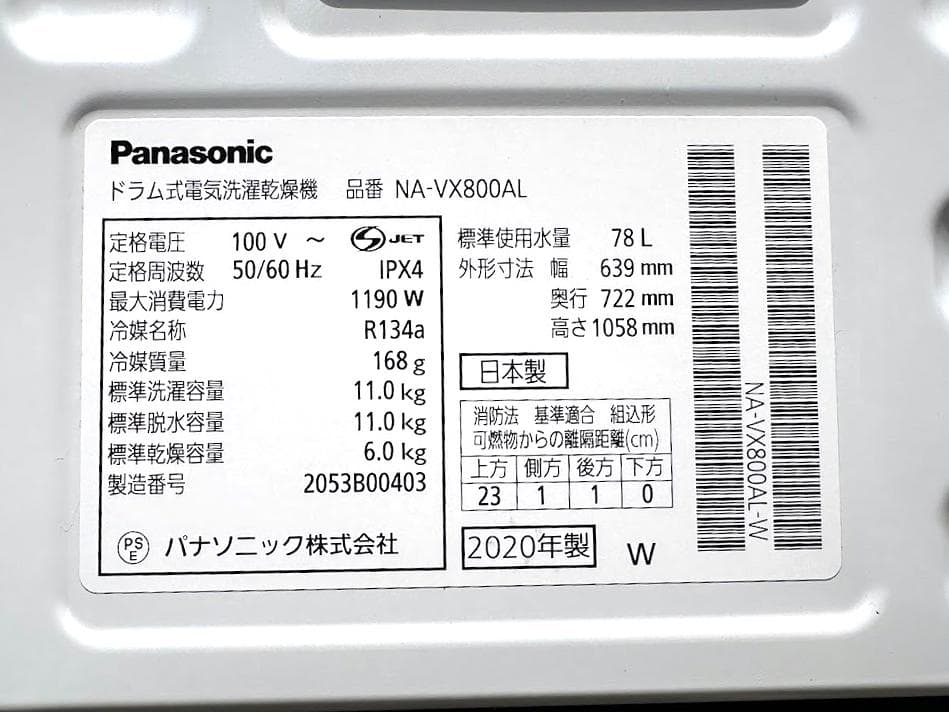 Panasonic
ドラム式電気洗濯乾燥機 品番 NA-VX800AL
定格電圧 100 V ～ S JET
定格周波数 50/60 Hz IPX4
最大消費電力 1190 W
冷媒名称 R134a
冷媒質量 168 g
標準洗濯容量 11.0 kg
標準脱水容量 11.0 kg
標準乾燥容量 6.0 kg
製造番号 2053B00403
PS E パナソニック株式会社
標準使用水量 78 L
外形寸法 幅 639 mm
奥行 722 mm
高さ 1058 mm
日本製
消防法 基準適合 組込形
可燃物からの離隔距離(cm)
上方 側方 後方 下方
23 1 1 0
2020年製 W
NA-VX800AL-W